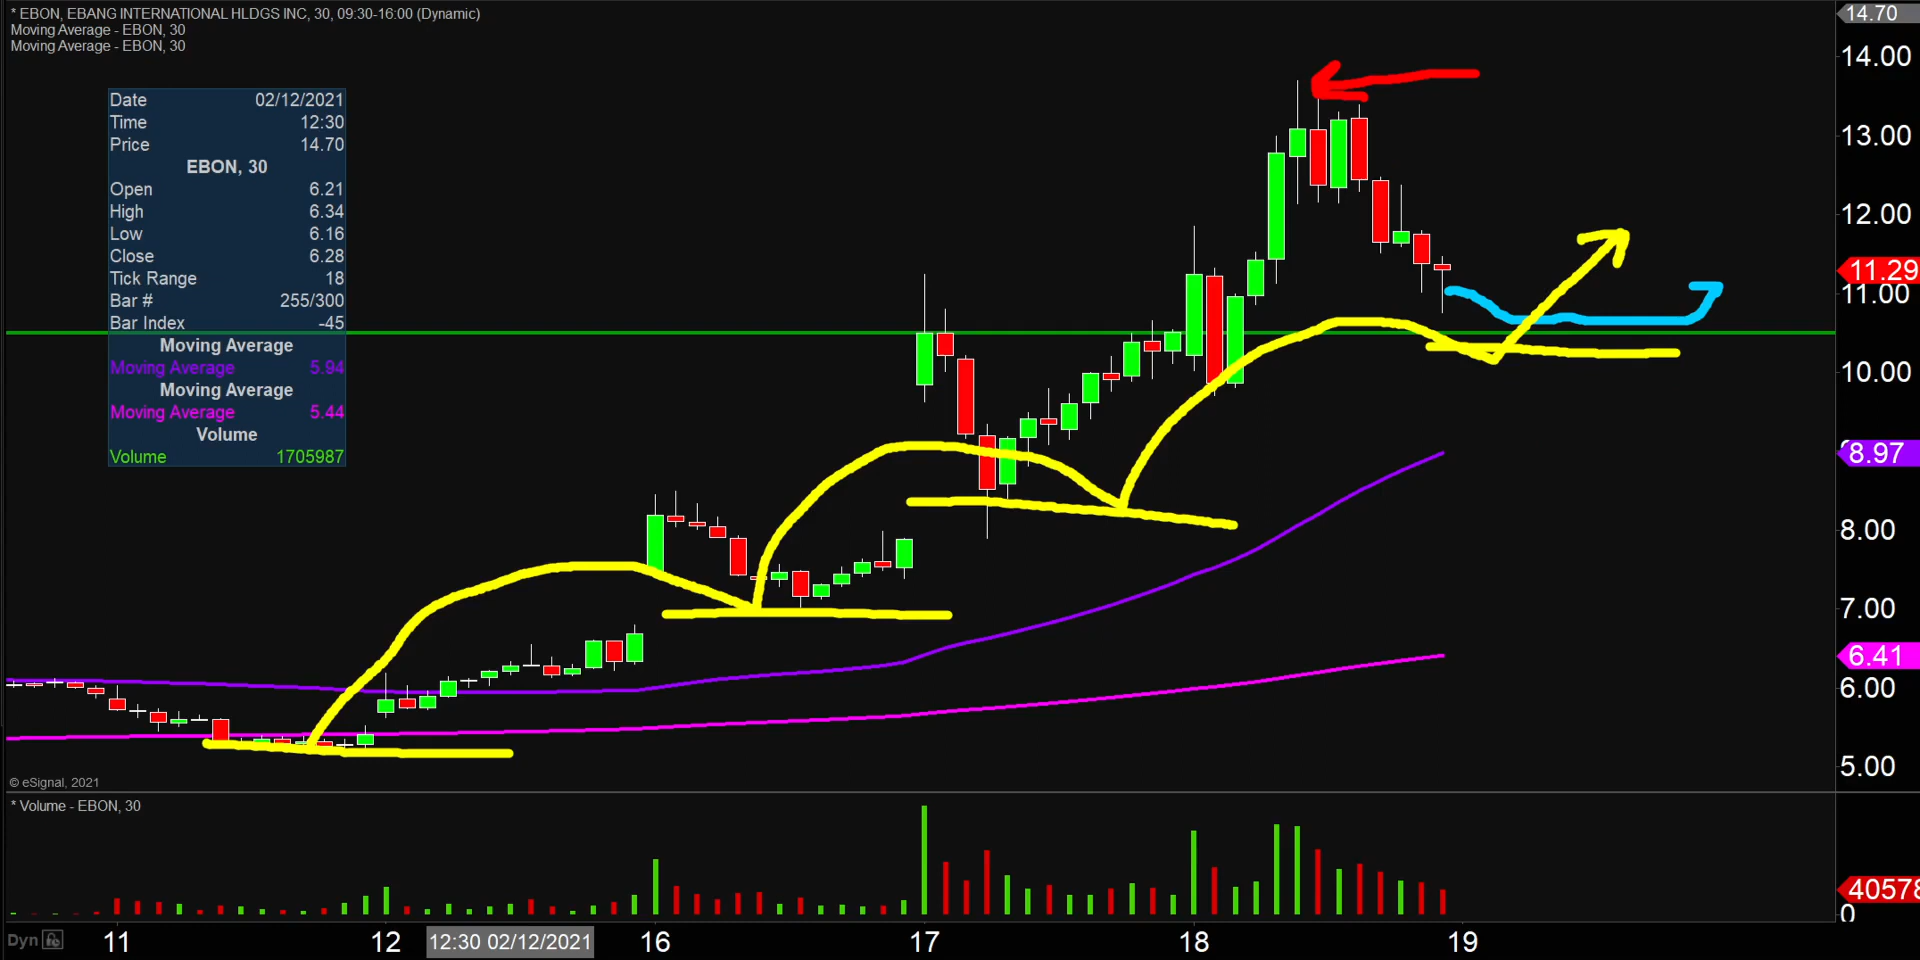 * EBON, EBANG INTERNATIONAL HLDGS INC, 30, 09:30-16:00 (Dynamic)
Moving Average - EBON, 30
Moving Average - EBON, 30
Date 02/12/2021
Time 12:30
Price 14.70
EBON, 30
Open 6.21
High 6.34
Low 6.16
Close 6.28
Tick Range 18
Bar # 255/300
Bar Index -45
Moving Average
Moving Average 5.94
Moving Average
Moving Average 5.44
Volume
Volume 1705987
14.70
14.00
13.00
12.00
11.29
11.00
10.00
8.97
8.00
7.00
6.41
6.00
5.00
© eSignal, 2021
* Volume - EBON, 30
40578
0
Dyn 11 12 12:30 02/12/2021 16 17 18 19